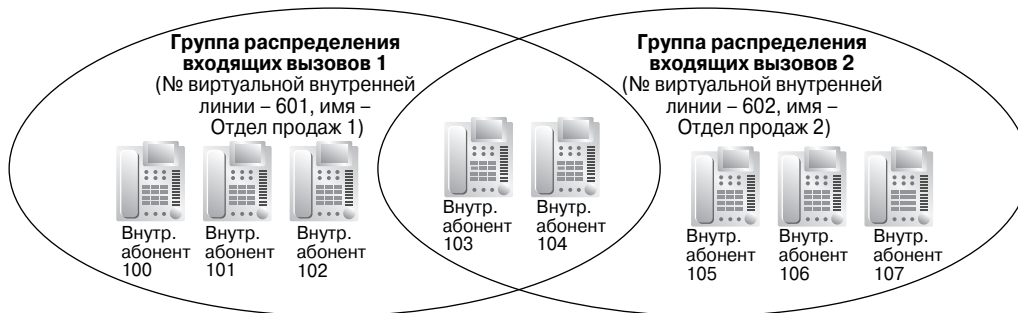 Группа распределения
входящих вызовов 1
(№ виртуальной внутренней
линии – 601, имя –
Отдел продаж 1)
Группа распределения
входящих вызовов 2
(№ виртуальной внутренней
линии – 602, имя –
Отдел продаж 2)
Внутр.
абонент
100
Внутр.
абонент
101
Внутр.
абонент
102
Внутр.
абонент
103
Внутр.
абонент
104
Внутр.
абонент
105
Внутр.
абонент
106
Внутр.
абонент
107